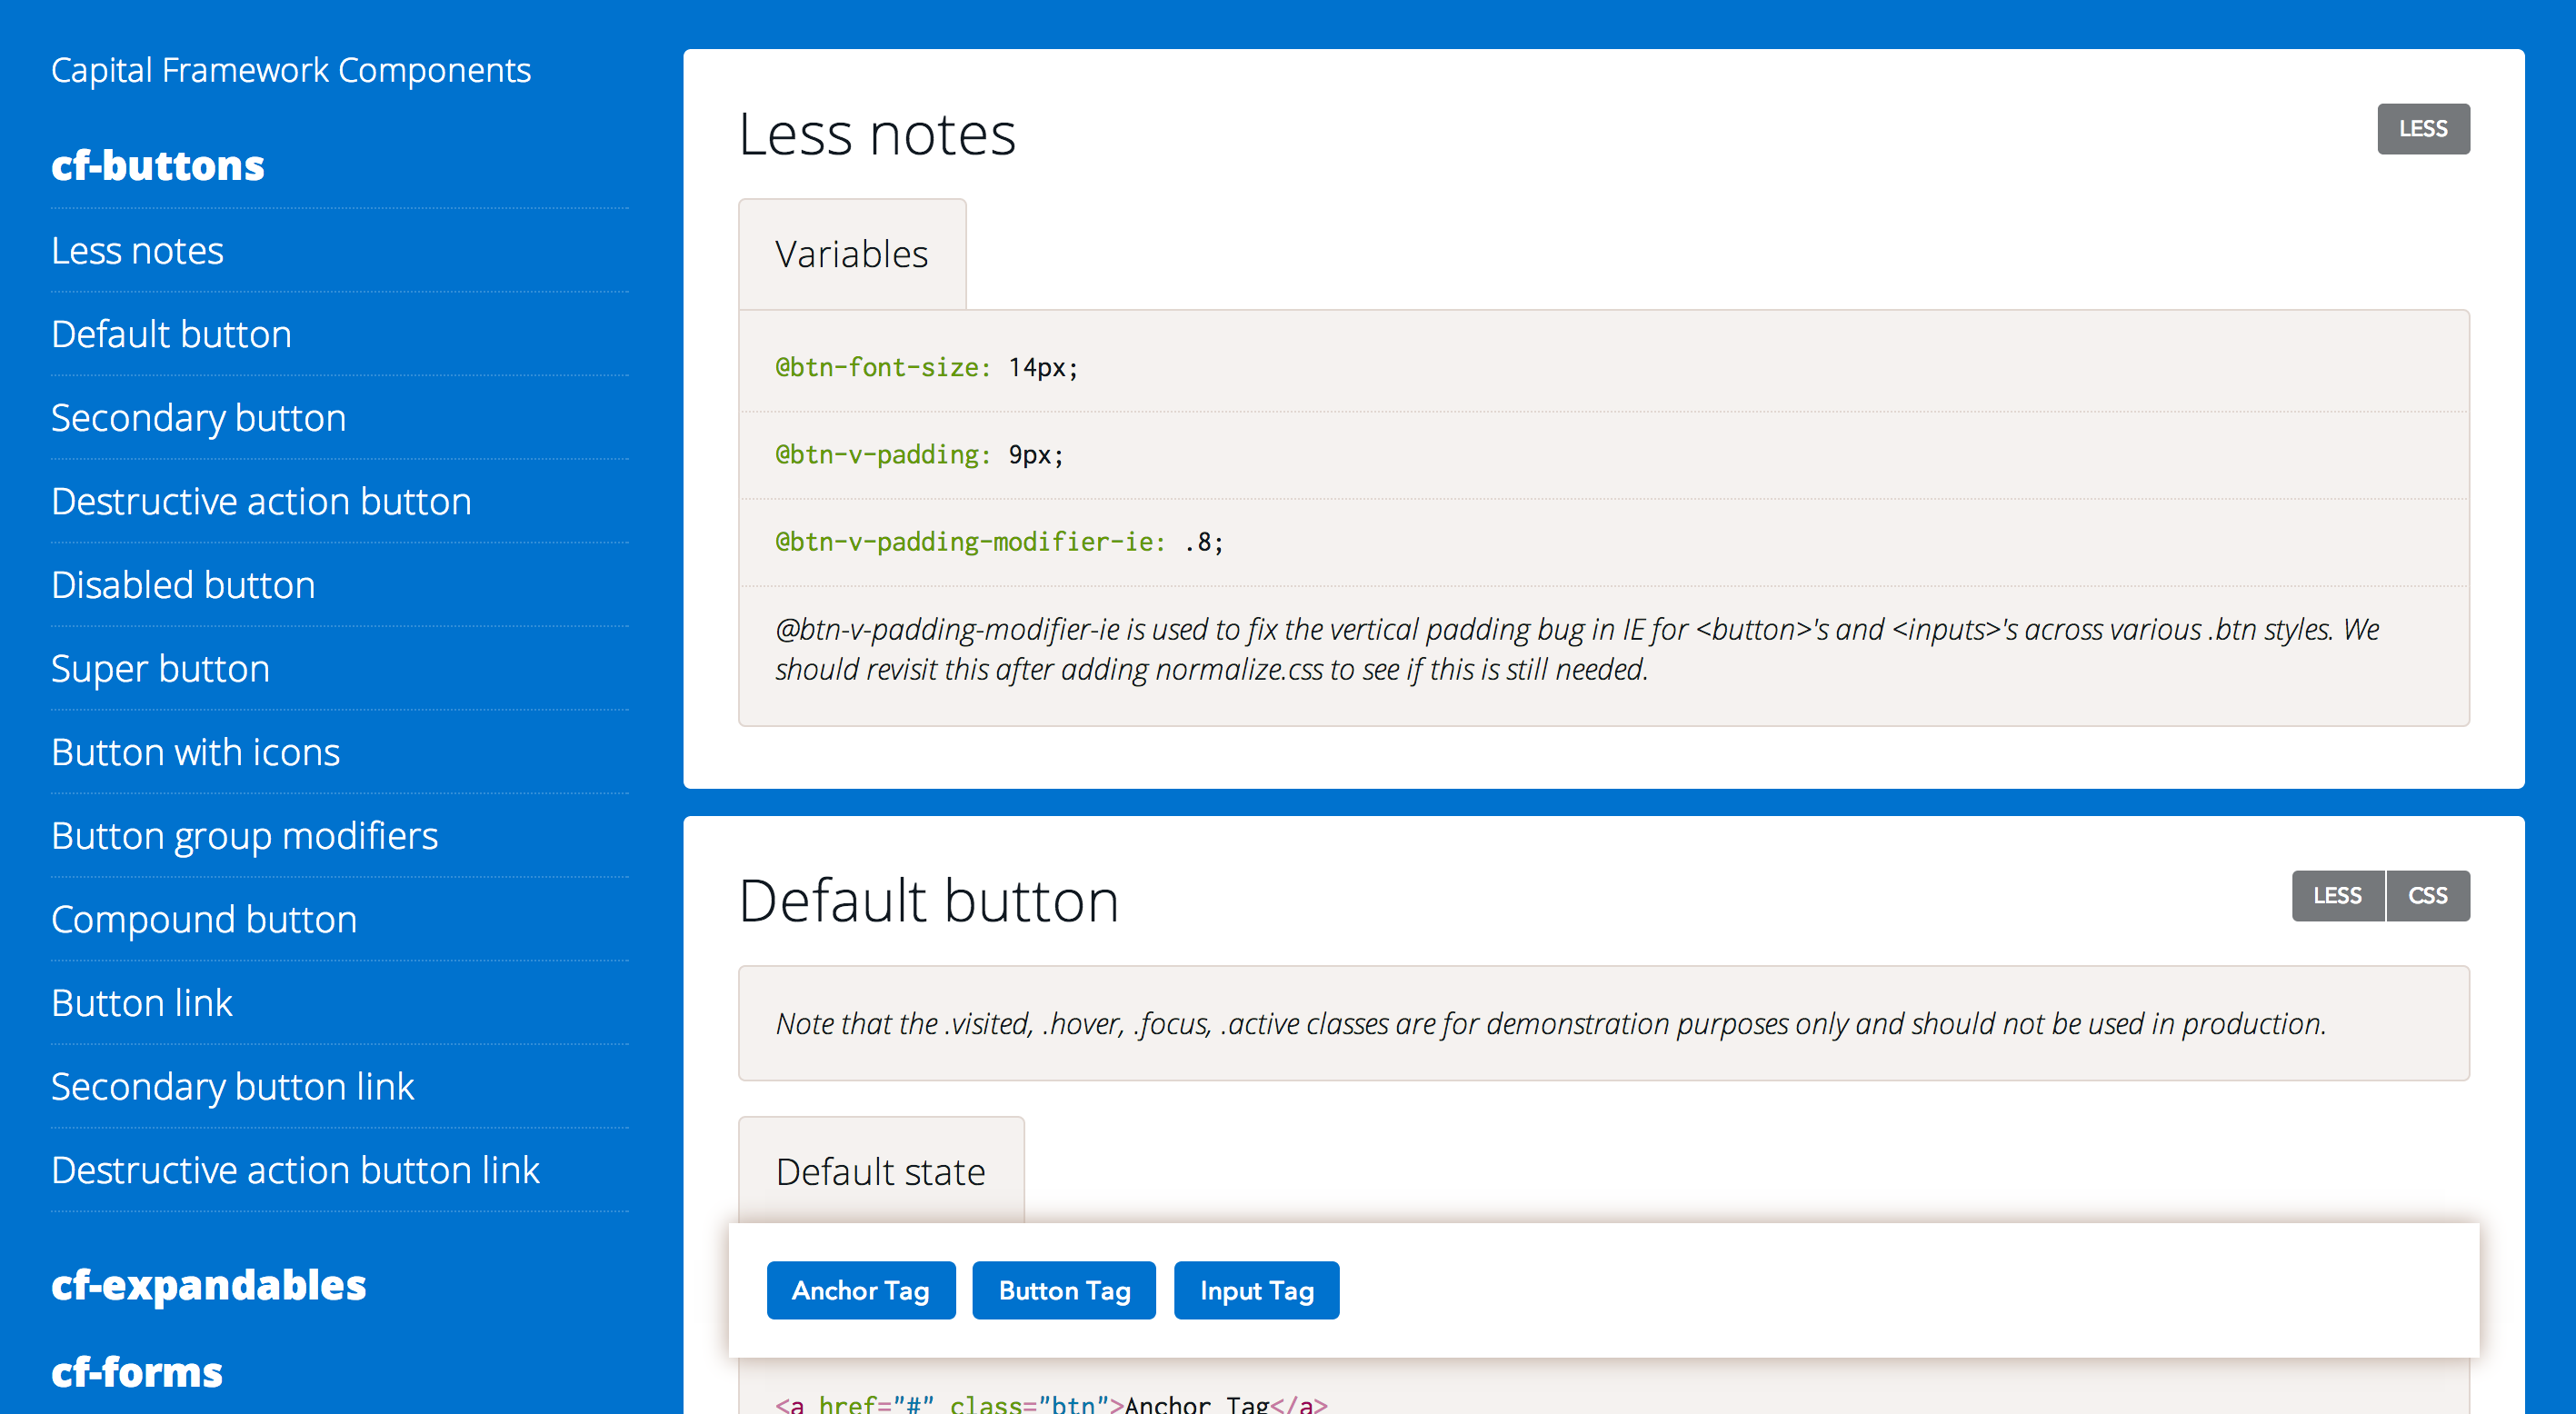 Capital Framework Components
cf-buttons
Less notes
Default button
Secondary button
Destructive action button
Disabled button
Super button
Button with icons
Button group modifiers
Compound button
Button link
Secondary button link
Destructive action button link
cf-expandables
cf-forms
Less notes
LESS
Variables
@btn-font-size: 14px;
@btn-v-padding: 9px;
@btn-v-padding-modifier-ie: .8;
@btn-v-padding-modifier-ie is used to fix the vertical padding bug in IE for <button>'s and <inputs>'s across various .btn styles. We
should revisit this after adding normalize.css to see if this is still needed.
Default button
LESS CSS
Note that the .visited, .hover, .focus, .active classes are for demonstration purposes only and should not be used in production.
Default state
Anchor Tag Button Tag Input Tag
<a href="#" class="btn">Anchor Tag</a>